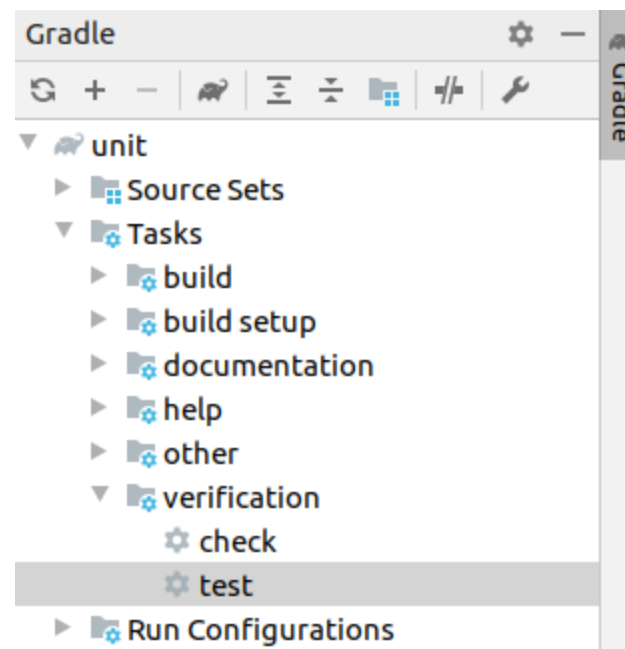 Gradle
Gradle
unit
Source Sets
Tasks
build
build setup
documentation
help
other
verification
check
test
Run Configurations